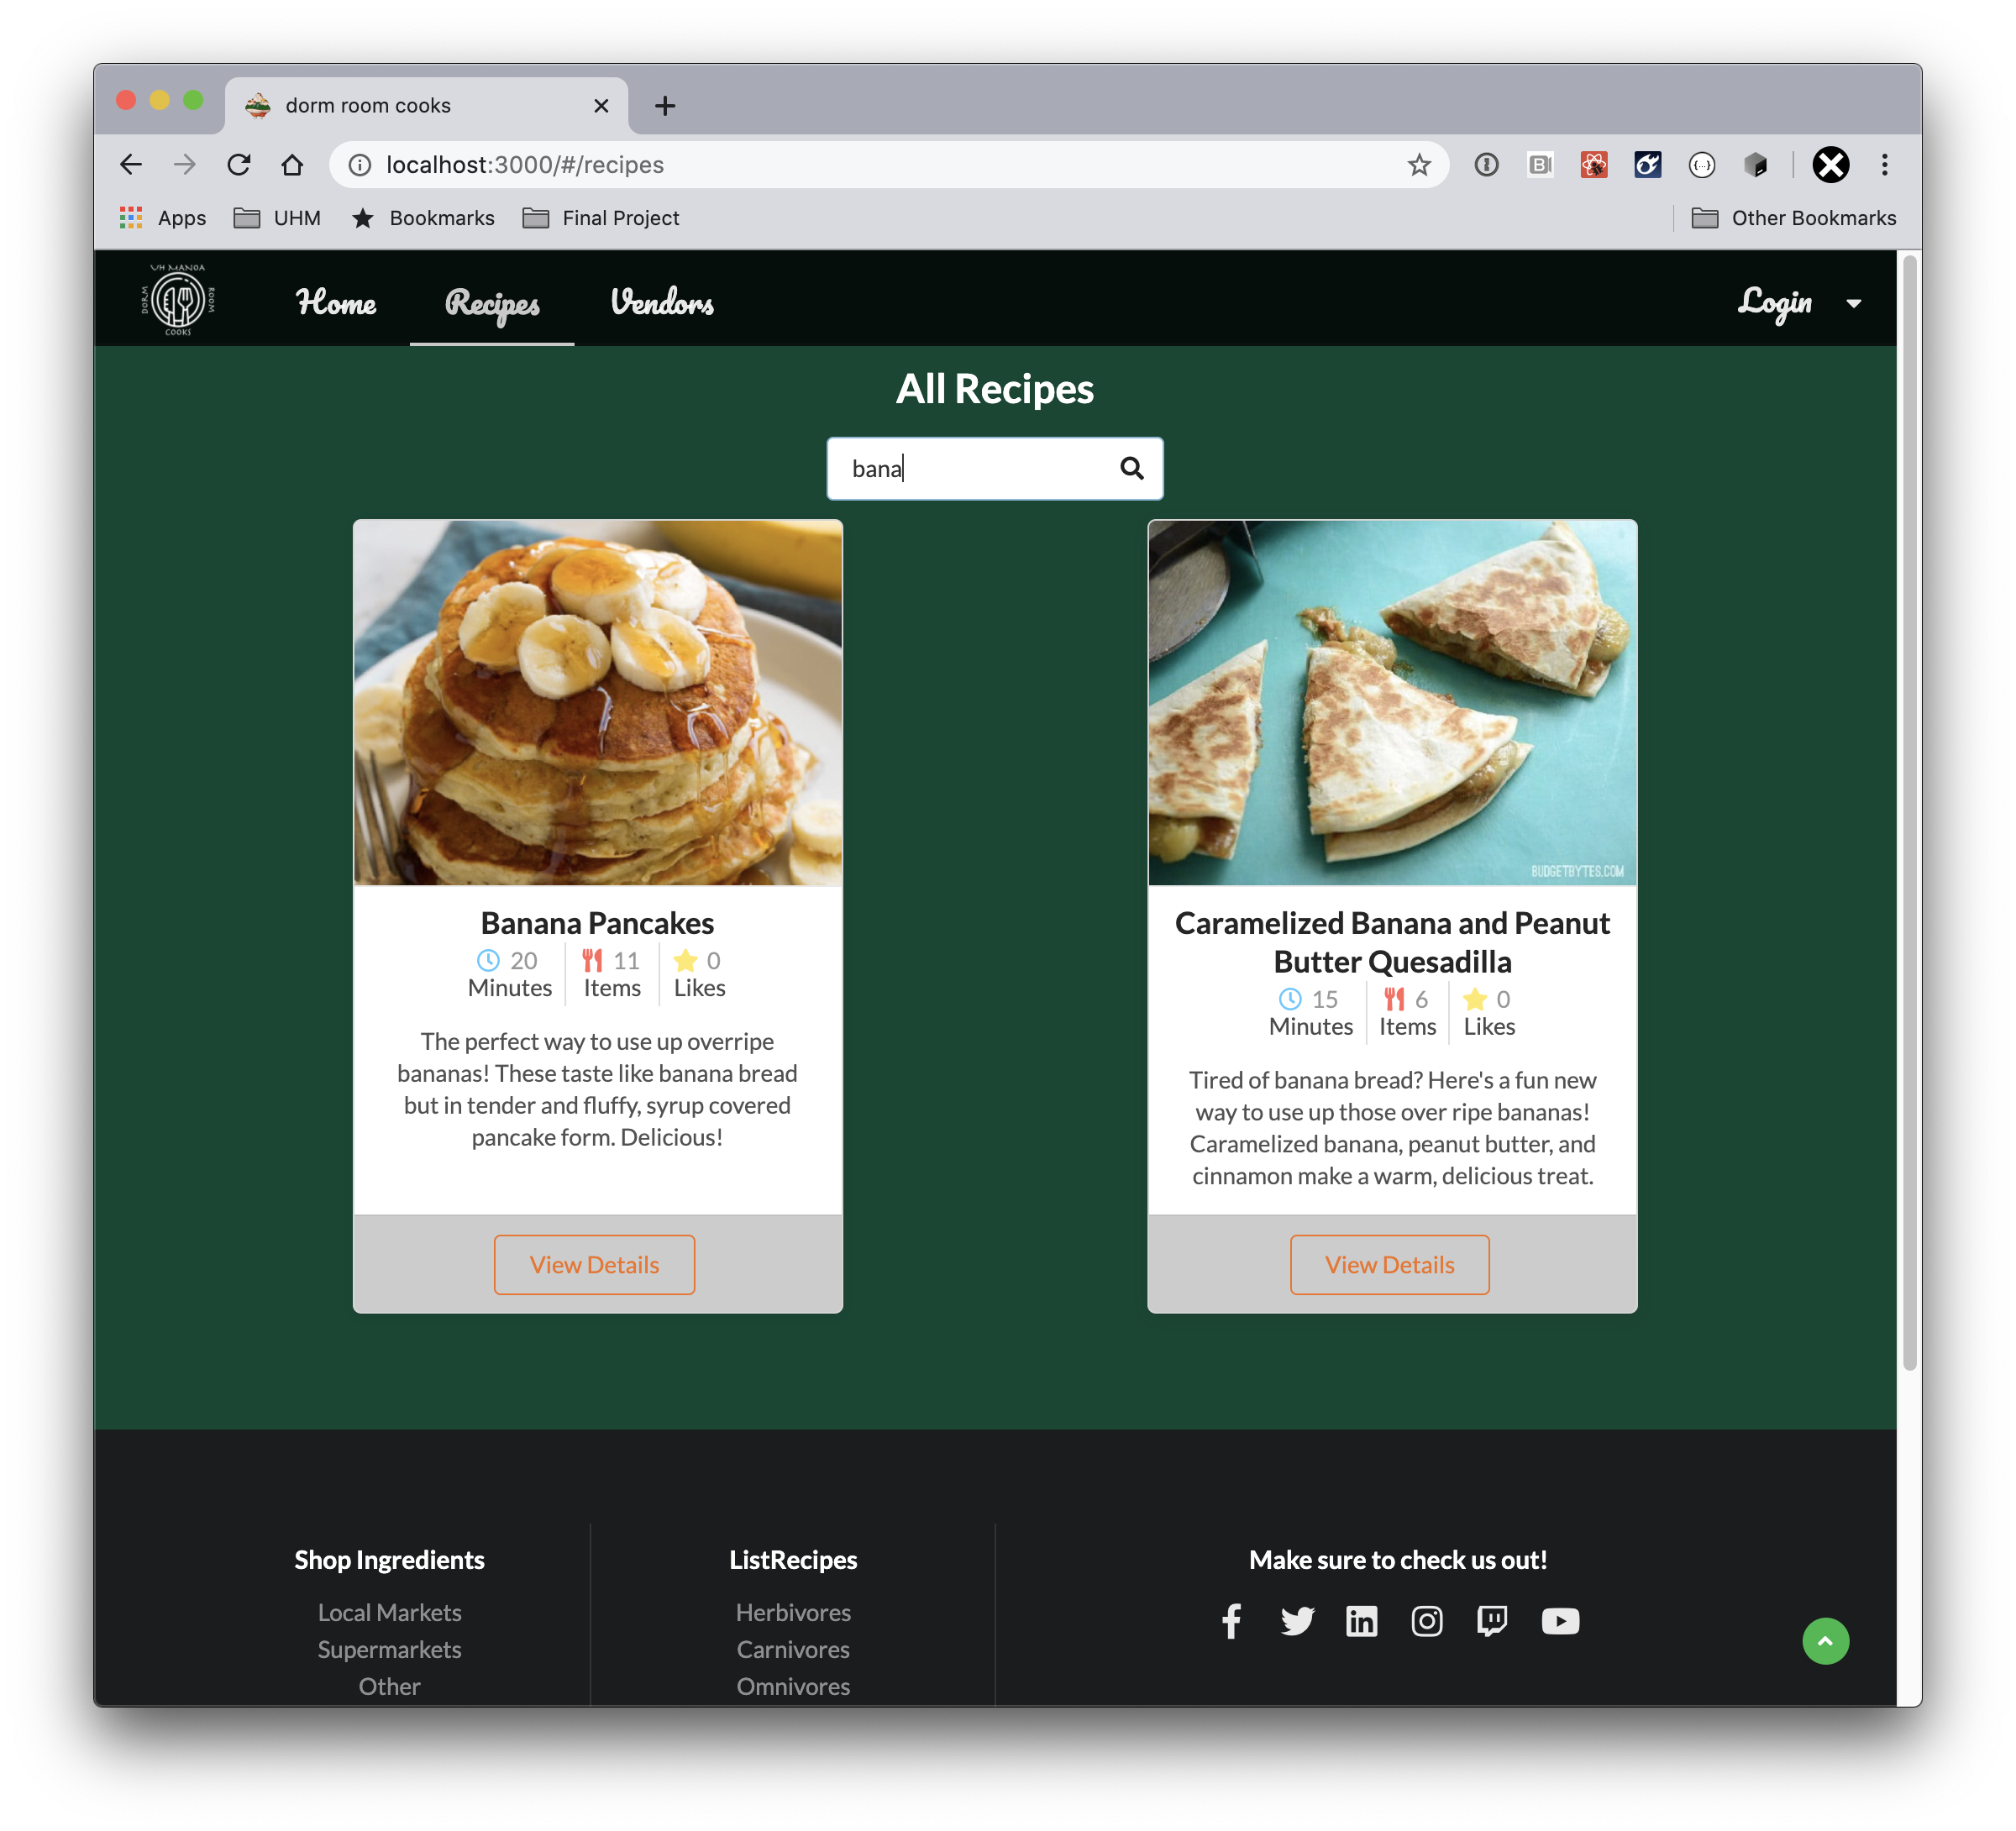 dorm room cooks
localhost:3000/#/recipes
Apps UHM Bookmarks Final Project Other Bookmarks
UH MANOA
DORM
ROOM
COOKS
Home Recipes Vendors Login
All Recipes
bana
BUDGETBYTES.COM
Banana Pancakes
20 11 0
Minutes Items Likes
The perfect way to use up overripe
bananas! These taste like banana bread
but in tender and fluffy, syrup covered
pancake form. Delicious!
View Details
Caramelized Banana and Peanut
Butter Quesadilla
15 6 0
Minutes Items Likes
Tired of banana bread? Here's a fun new
way to use up those over ripe bananas!
Caramelized banana, peanut butter, and
cinnamon make a warm, delicious treat.
View Details
Shop Ingredients
Local Markets
Supermarkets
Other
ListRecipes
Herbivores
Carnivores
Omnivores
Make sure to check us out!